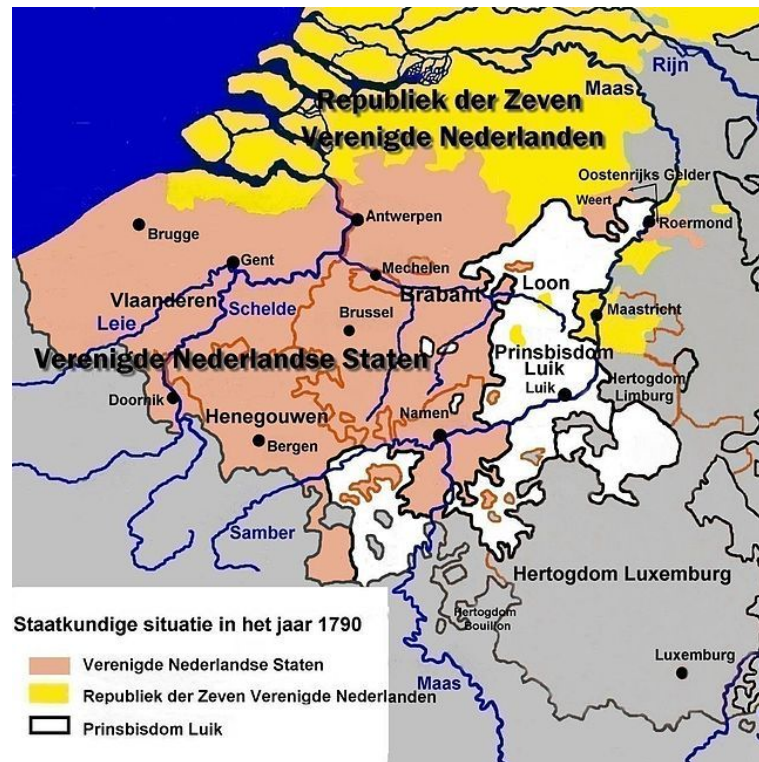 Republiek der Zeven
Verenigde Nederlanden
Maas
Rijn
Oostenrijks Gelder
Weert
Roermond
Antwerpen
Brugge
Gent
Mechelen
Loon
Vlaanderen
Schelde
Brabant
Leie
Brussel
Maastricht
Verenigde Nederlandse Staten
Prinsbisdom
Luik
Luik
Hertogdom
Limburg
Doornik
Henegouwen
Namen
Bergen
Samber
Hertogdom Luxemburg
Hertogdom
Bouillon
Luxemburg
Maas
Staatkundige situatie in het jaar 1790
Verenigde Nederlandse Staten
Republiek der Zeven Verenigde Nederlanden
Prinsbisdom Luik